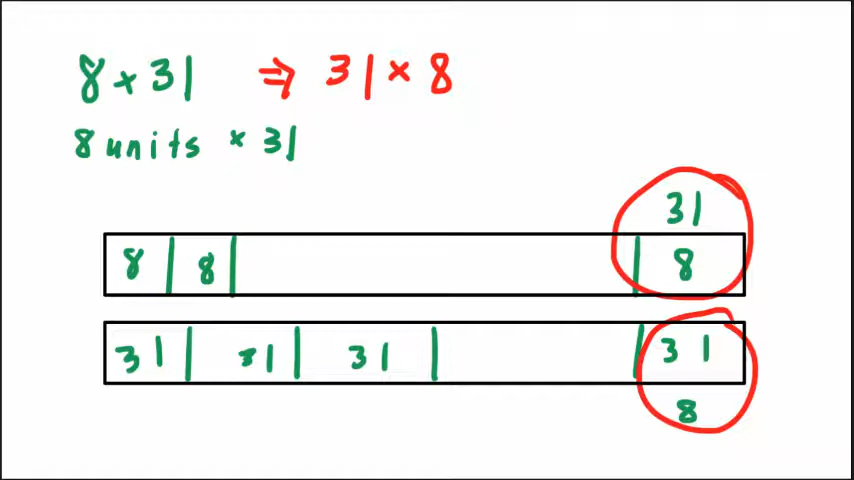 8 × 31 ⇒ 31 × 8
8 units × 31
31
8 8 8
31 31 31 31
8